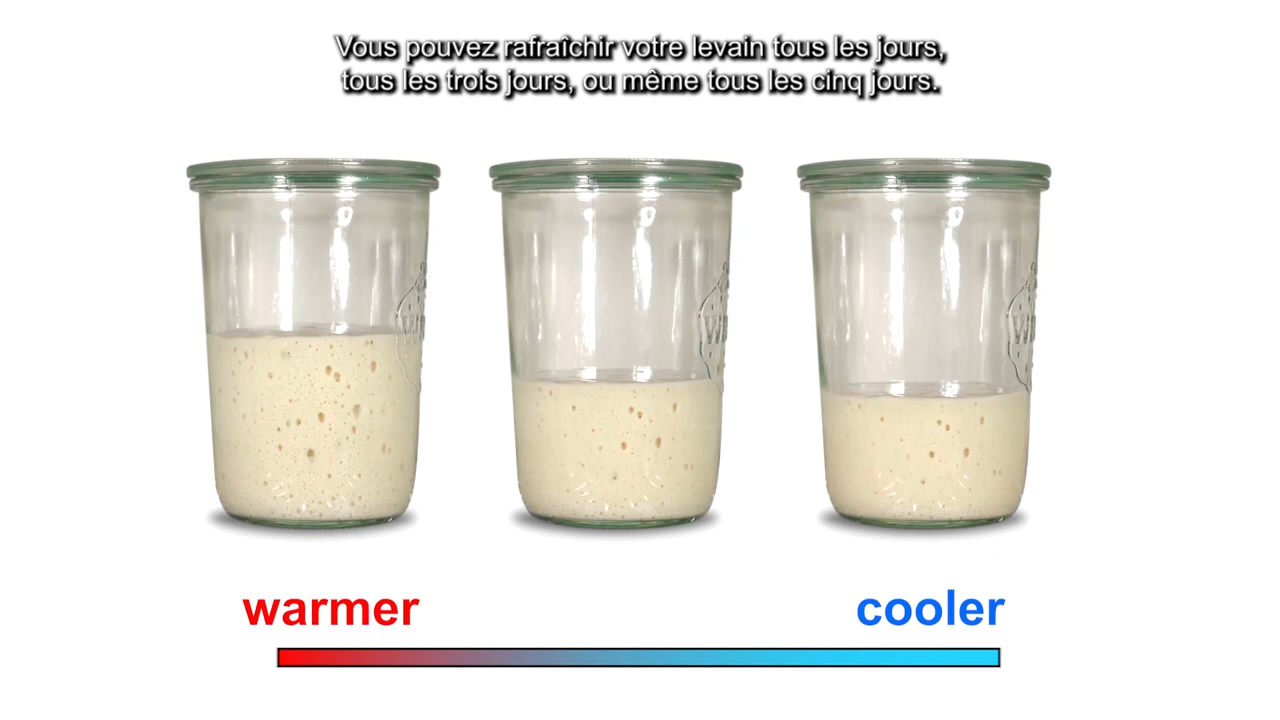 Vous pouvez rafraîchir votre levain tous les jours,
tous les trois jours, ou même tous les cinq jours.
warmer
cooler